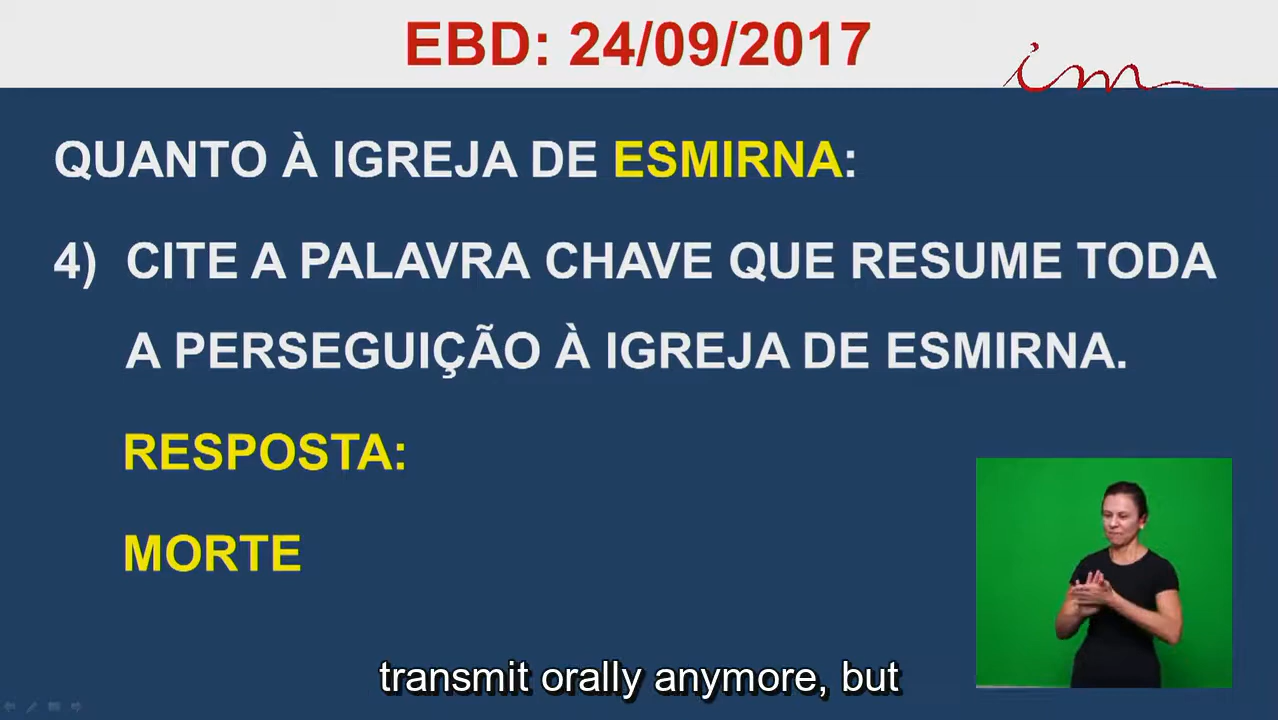 EBD: 24/09/2017
im
QUANTO À IGREJA DE ESMIRNA:
4) CITE A PALAVRA CHAVE QUE RESUME TODA
A PERSEGUIÇÃO À IGREJA DE ESMIRNA.
RESPOSTA:
MORTE
transmit orally anymore, but